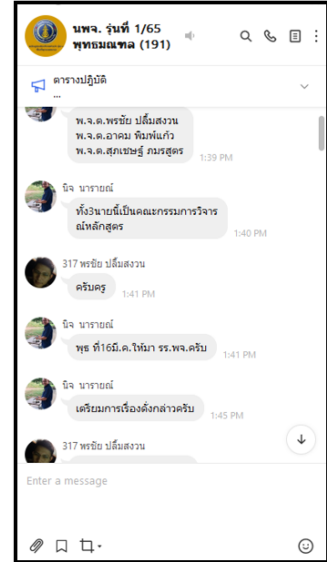 นพจ. รุ่นที่ 1/65
พุทธมณฑล (191)
ตารางปฎิบัติ
...
พ.จ.ต.พรชัย ปลื้มสงวน
พ.จ.ต.อาคม พิมพ์แก้ว
พ.จ.ต.สุภเชษฐ์ ภมรสูตร
1:39 PM
นิจ นารายณ์
ทั้ง3นายนี้เป็นคณะกรรมการวิจาร
ณ์หลักสูตร
1:40 PM
317 พรชัย ปลื้มสงวน
ครับครู
1:41 PM
นิจ นารายณ์
พุธ ที่16มี.ค.ให้มา รร.พจ.ครับ
1:41 PM
นิจ นารายณ์
เตรียมการเรื่องดั่งกล่าวครับ
1:45 PM
317 พรชัย ปลื้มสงวน
Enter a message